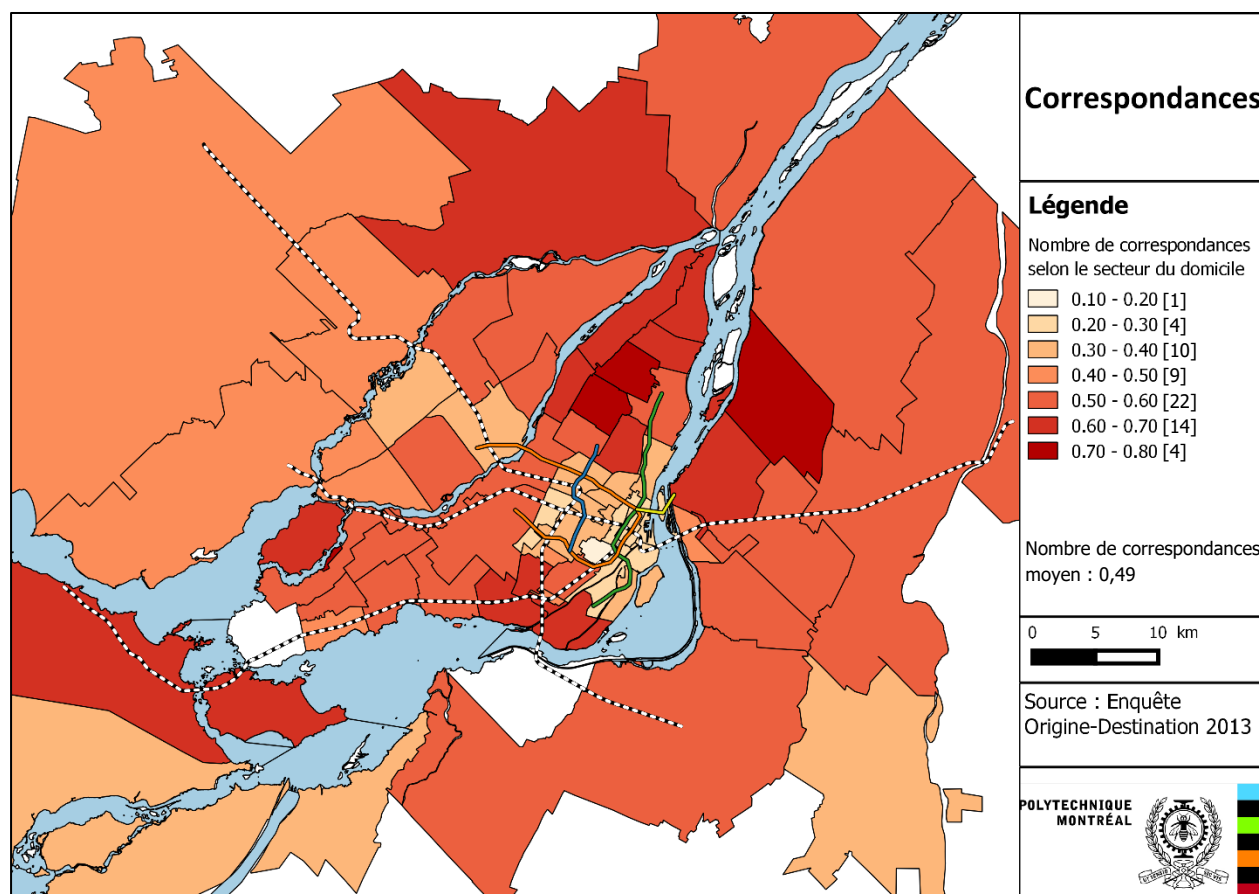 Correspondances
Légende
Nombre de correspondances
selon le secteur du domicile
0.10 - 0.20 [1]
0.20 - 0.30 [4]
0.30 - 0.40 [10]
0.40 - 0.50 [9]
0.50 - 0.60 [22]
0.60 - 0.70 [14]
0.70 - 0.80 [4]
Nombre de correspondances
moyen : 0,49
0 5 10 km
Source : Enquête
Origine-Destination 2013
POLYTECHNIQUE
MONTRÉAL